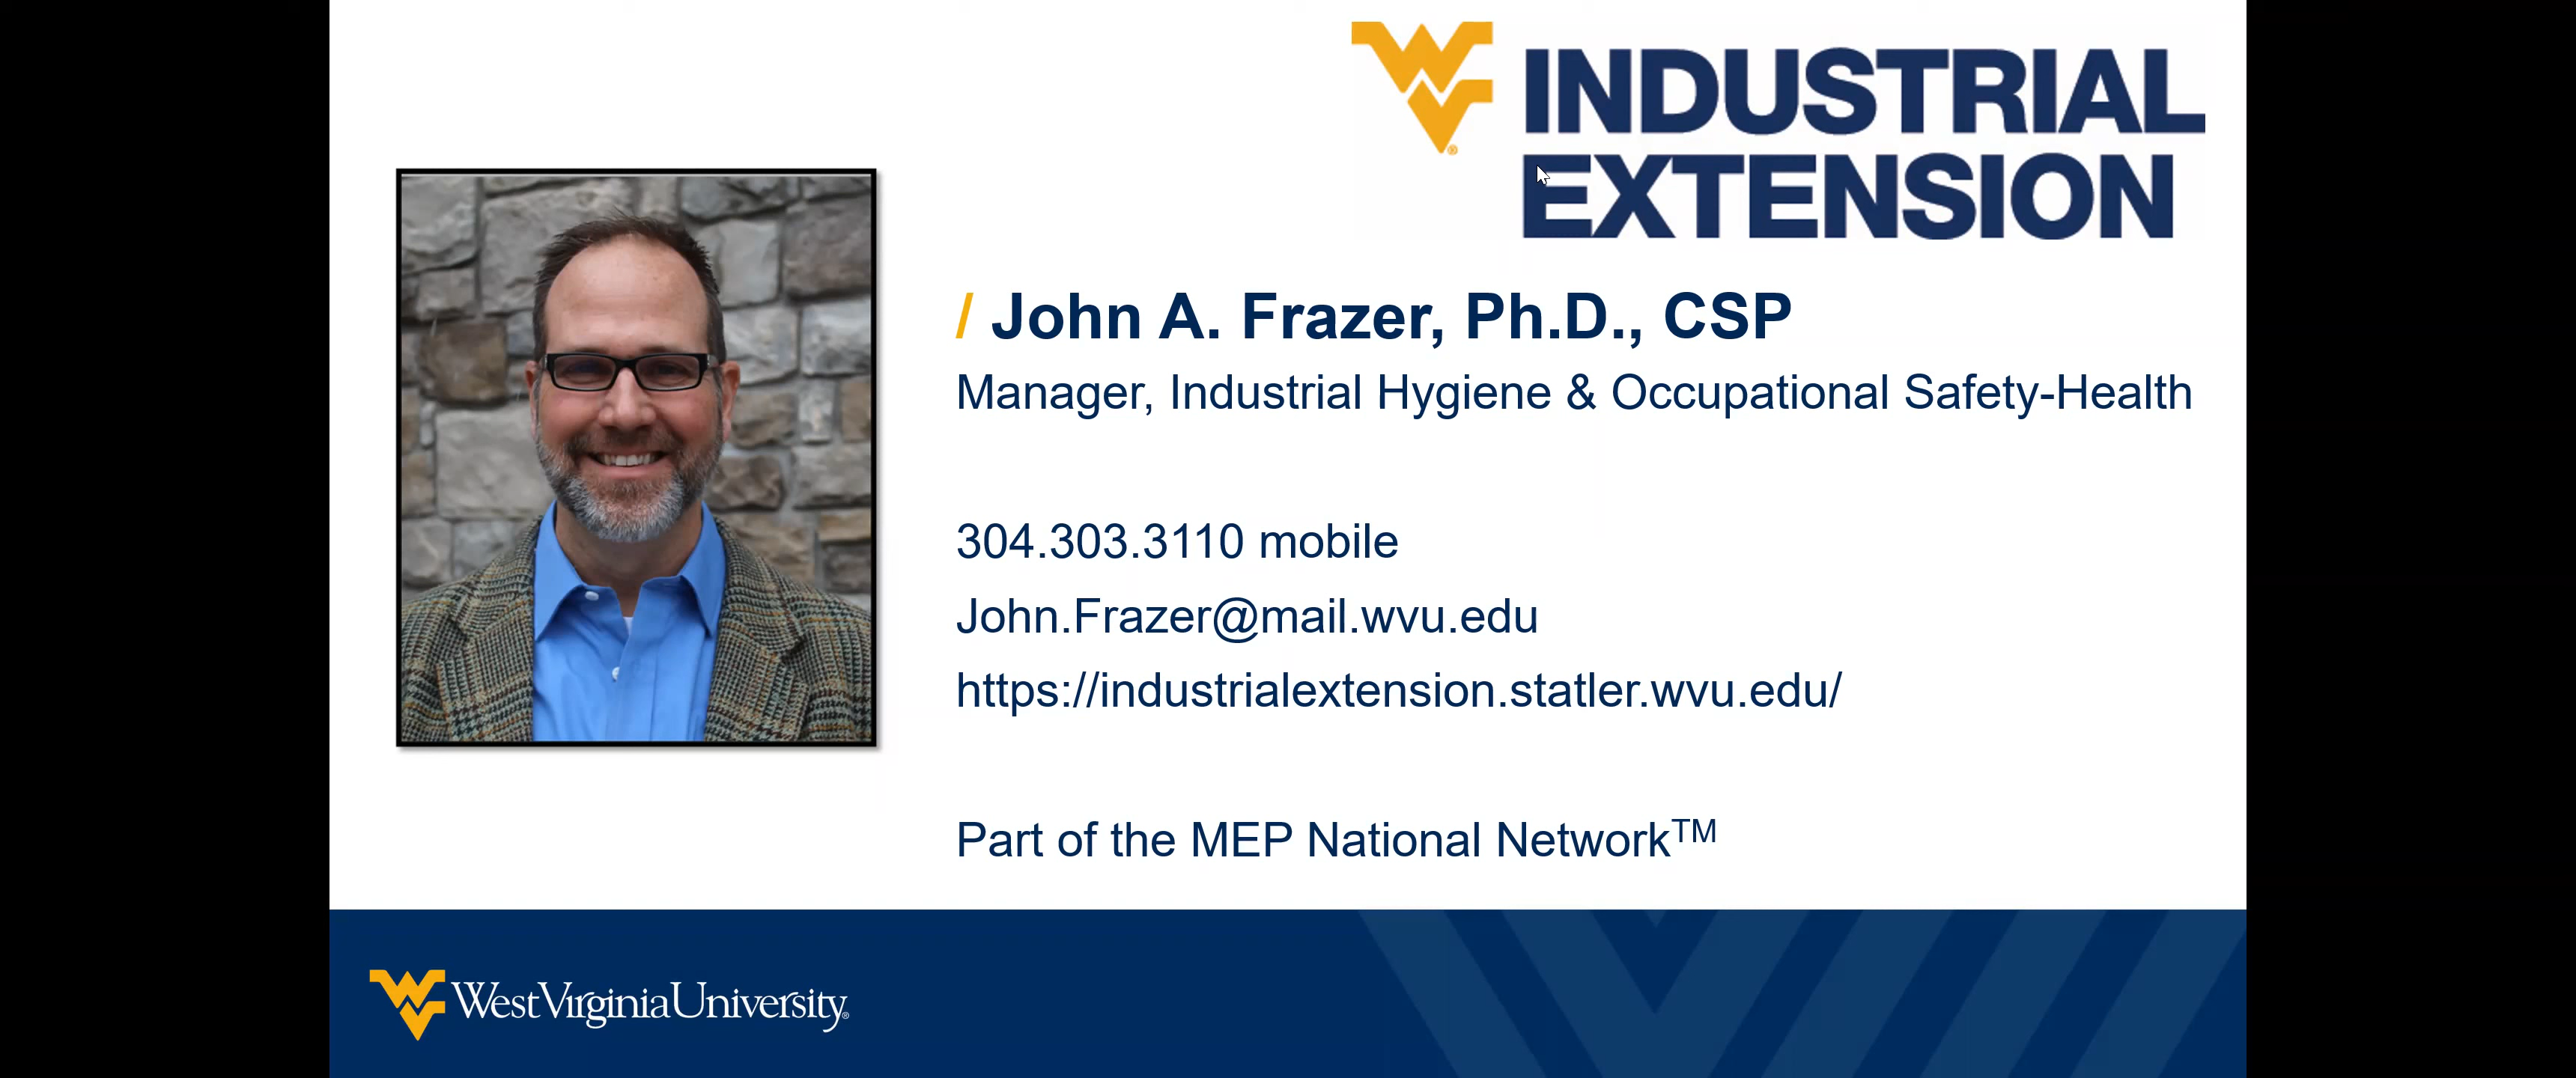 INDUSTRIAL
EXTENSION
/ John A. Frazer, Ph.D., CSP
Manager, Industrial Hygiene & Occupational Safety-Health
304.303.3110 mobile
John.Frazer@mail.wvu.edu
https://industrialextension.statler.wvu.edu/
Part of the MEP National Network™
WestVirginiaUniversity®